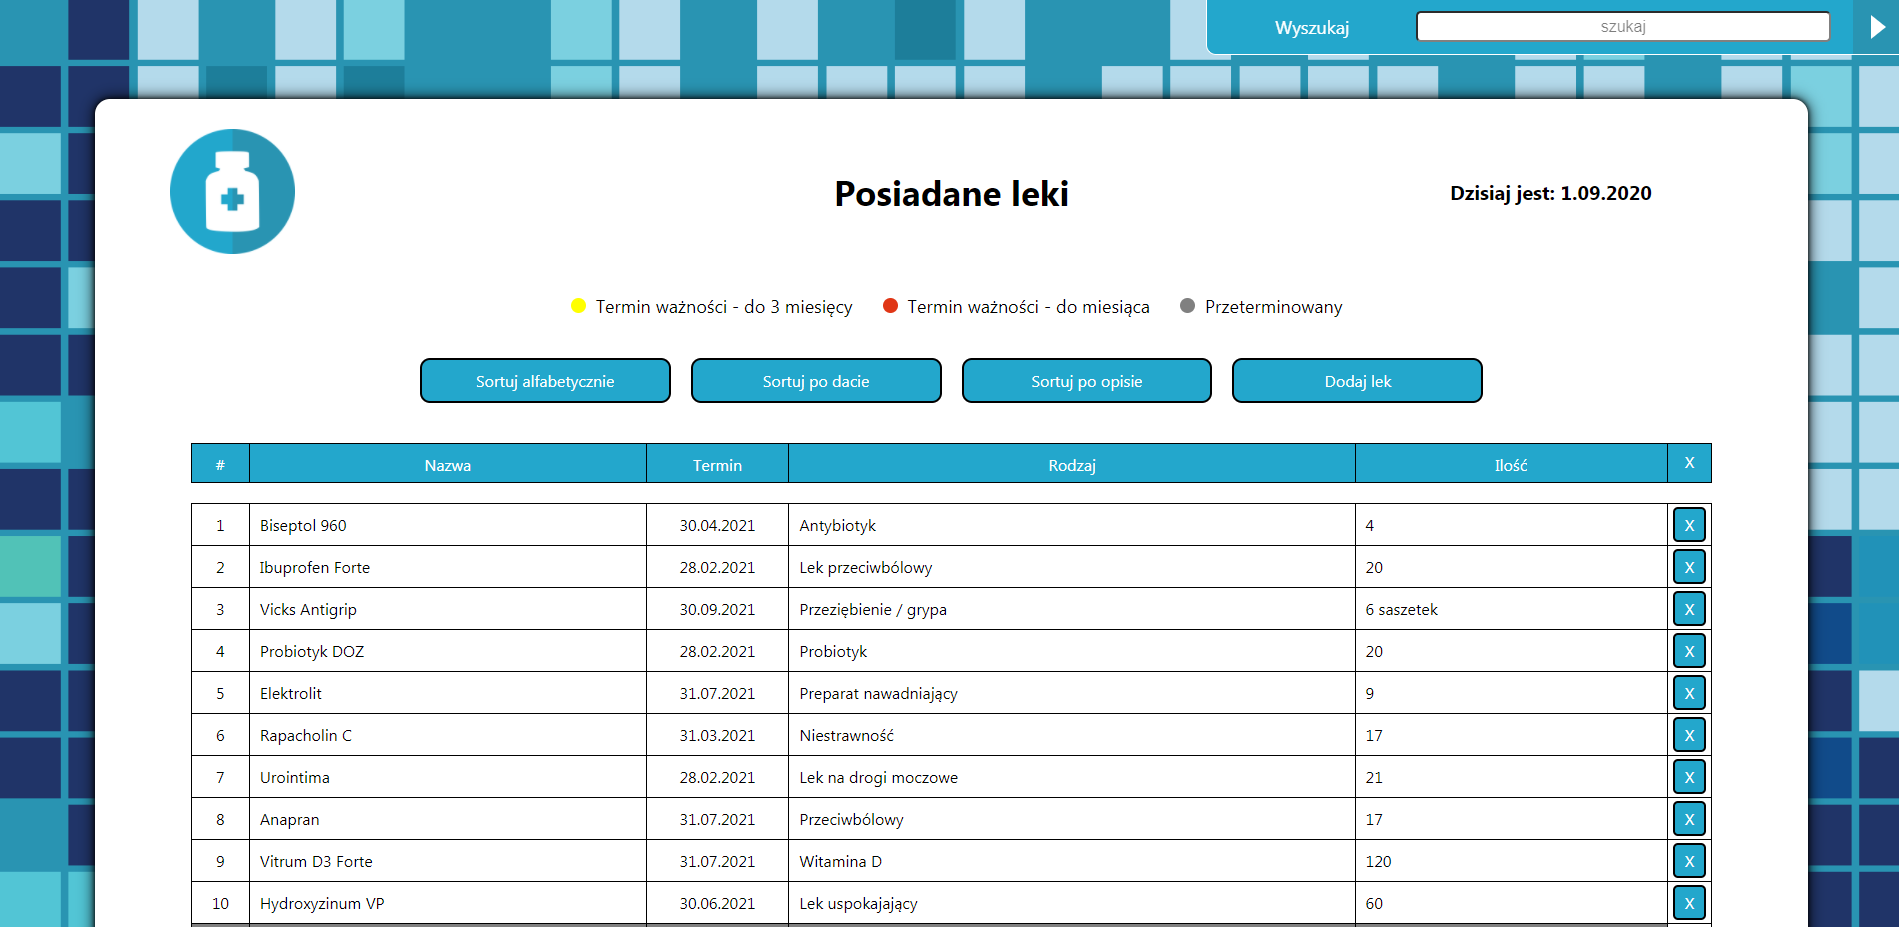 Wyszukaj szukaj
Posiadane leki
Dzisiaj jest: 1.09.2020
Termin ważności - do 3 miesięcy Termin ważności - do miesiąca Przeterminowany
Sortuj alfabetycznie Sortuj po dacie Sortuj po opisie Dodaj lek
# Nazwa Termin Rodzaj Ilość X
1 Biseptol 960 30.04.2021 Antybiotyk 4 X
2 Ibuprofen Forte 28.02.2021 Lek przeciwbólowy 20 X
3 Vicks Antigrip 30.09.2021 Przeziębienie / grypa 6 saszetek X
4 Probiotyk DOZ 28.02.2021 Probiotyk 20 X
5 Elektrolit 31.07.2021 Preparat nawadniający 9 X
6 Rapacholin C 31.03.2021 Niestrawność 17 X
7 Urointima 28.02.2021 Lek na drogi moczowe 21 X
8 Anapran 31.07.2021 Przeciwbólowy 17 X
9 Vitrum D3 Forte 31.07.2021 Witamina D 120 X
10 Hydroxyzinum VP 30.06.2021 Lek uspokajający 60 X